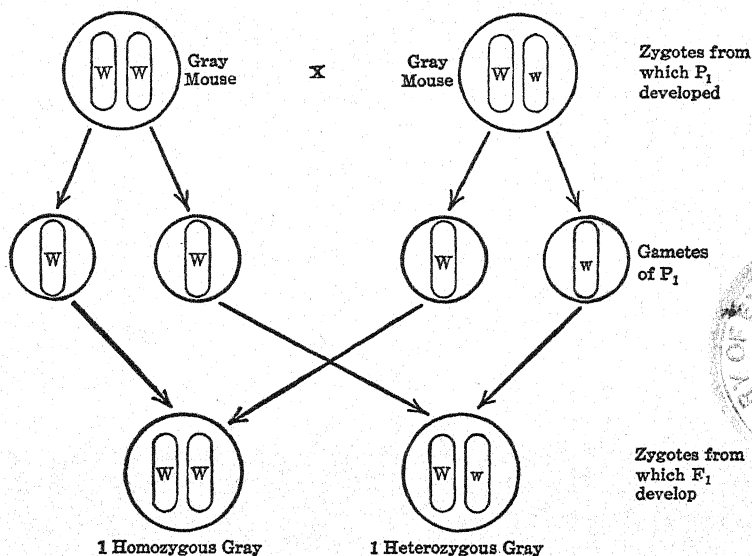 W W
Gray
Mouse
X
Gray
Mouse
W w
Zygotes from
which P₁
developed
W
W
W
w
Gametes
of P₁
W W
W w
Zygotes from
which F₁
develop
1 Homozygous Gray
1 Heterozygous Gray
OF